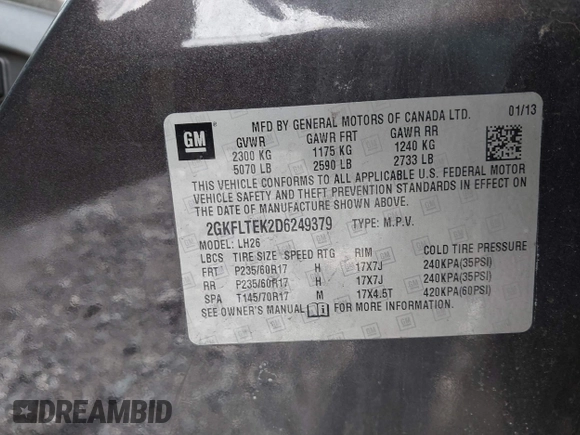 MFD BY GENERAL MOTORS OF CANADA LTD. 01/13
GM
GVWR GAWR FRT GAWR RR
2300 KG 1175 KG 1240 KG
5070 LB 2590 LB 2733 LB
THIS VEHICLE CONFORMS TO ALL APPLICABLE U.S. FEDERAL MOTOR
VEHICLE SAFETY AND THEFT PREVENTION STANDARDS IN EFFECT ON THE
DATE OF MANUFACTURE SHOWN ABOVE.
2GKFLTEK2D6249379 TYPE: M.P.V.
MODEL: LH26
LBCS TIRE SIZE SPEED RTG RIM COLD TIRE PRESSURE
FRT P235/60R17 H 17X7J 240KPA(35PSI)
RR P235/60R17 H 17X7J 240KPA(35PSI)
SPA T145/70R17 M 17X4.5T 420KPA(60PSI)
SEE OWNER'S MANUAL FOR MORE INFORMATION.
DREAMBID